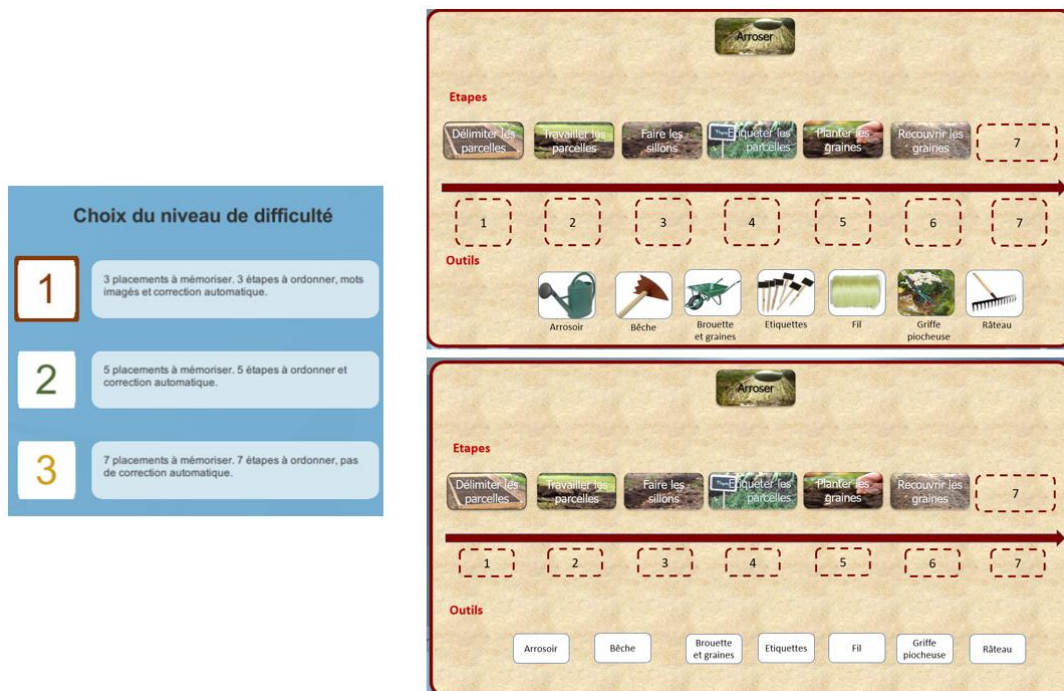 Choix du niveau de difficulté
1
3 placements à mémoriser. 3 étapes à ordonner, mots
imagés et correction automatique.
2
5 placements à mémoriser. 5 étapes à ordonner et
correction automatique.
3
7 placements à mémoriser. 7 étapes à ordonner, pas
de correction automatique.
Arroser
Etapes
Délimiter les
parcelles
Travailler les
parcelles
Faire les
sillons
Etiqueter les
parcelles
Planter les
graines
Recouvrir les
graines
7
1 2 3 4 5 6 7
Outils
Arrosoir
Bêche
Brouette
et graines
Etiquettes
Fil
Griffe
piocheuse
Râteau
Arroser
Etapes
Délimiter les
parcelles
Travailler les
parcelles
Faire les
sillons
Etiqueter les
parcelles
Planter les
graines
Recouvrir les
graines
7
1 2 3 4 5 6 7
Outils
Arrosoir
Bêche
Brouette
et graines
Etiquettes
Fil
Griffe
piocheuse
Râteau